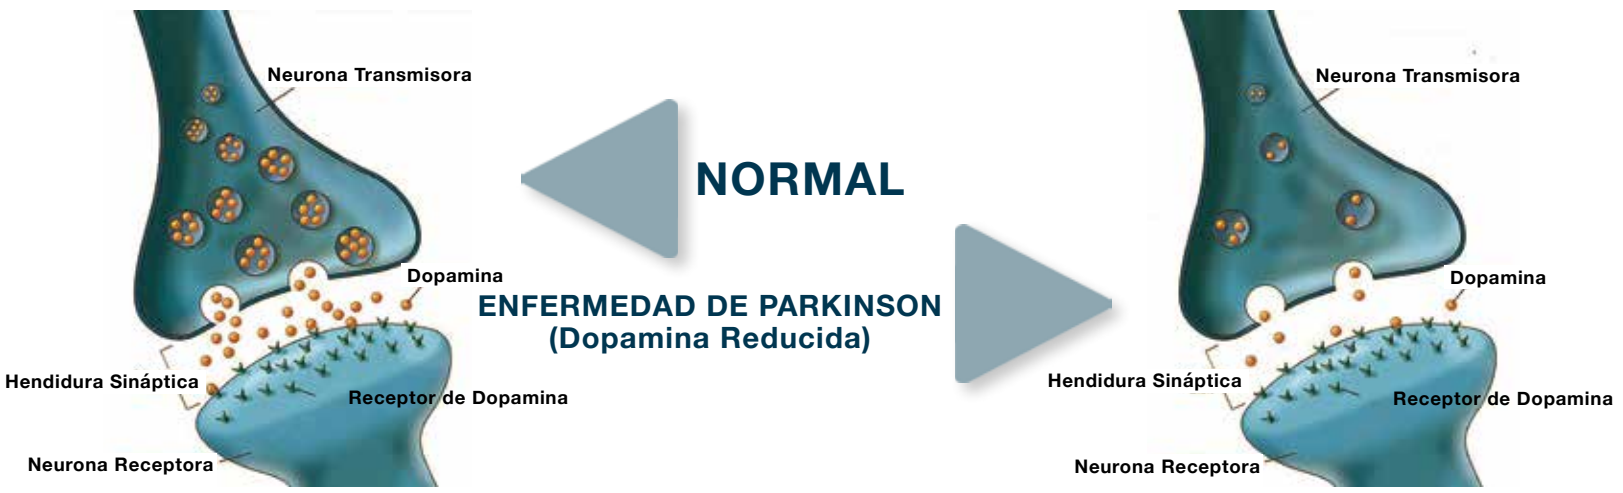 Neurona Transmisora
Dopamina
Hendidura Sináptica
Receptor de Dopamina
Neurona Receptora
NORMAL
ENFERMEDAD DE PARKINSON
(Dopamina Reducida)
Neurona Transmisora
Dopamina
Hendidura Sináptica
Receptor de Dopamina
Neurona Receptora